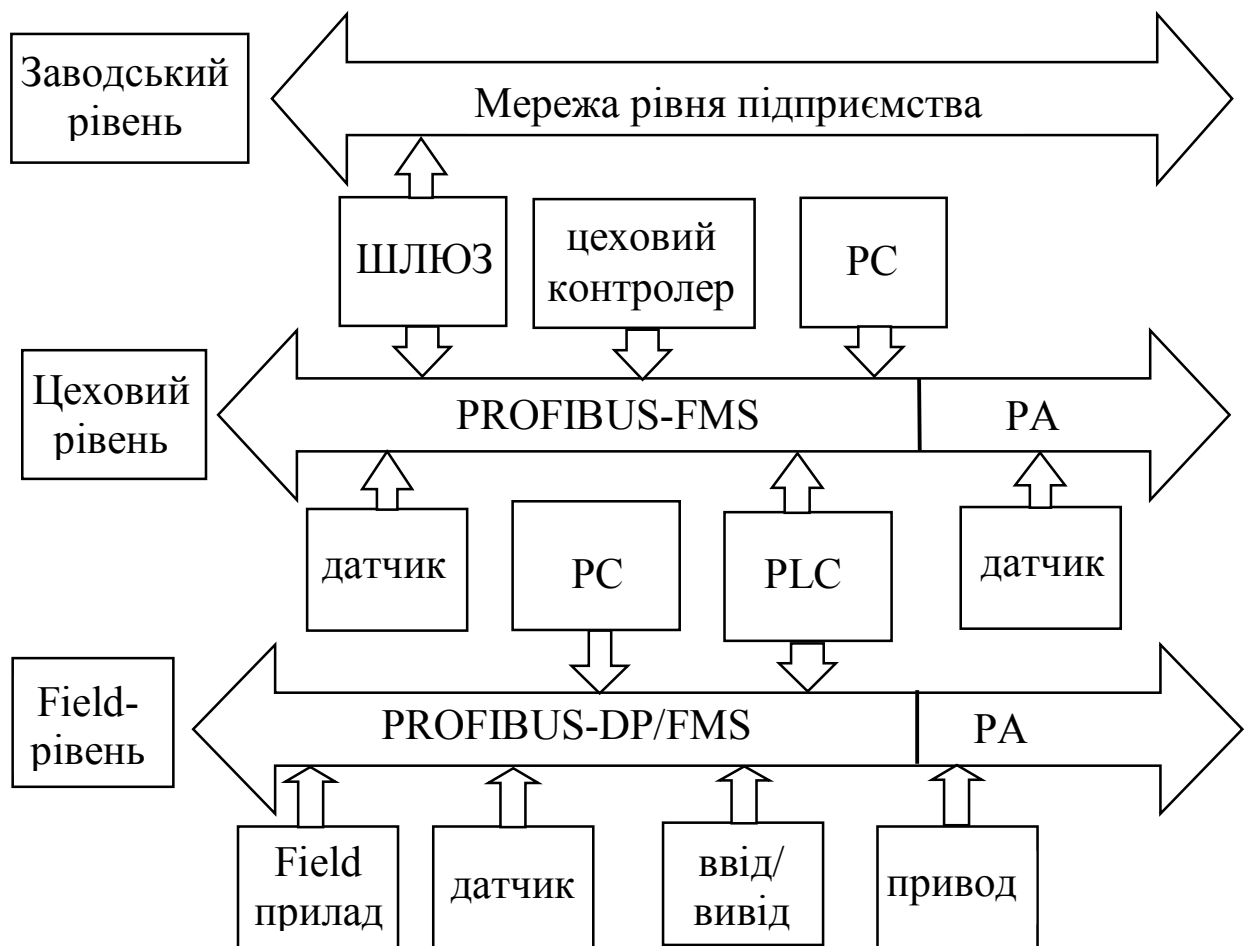 Заводський
рівень
Мережа рівня підприємства
ШЛЮЗ
цеховий
контролер
PC
Цеховий
рівень
PROFIBUS-FMS
PA
датчик
PC
PLC
датчик
Field-
рівень
PROFIBUS-DP/FMS
PA
Field
прилад
датчик
ввід/
вивід
привод